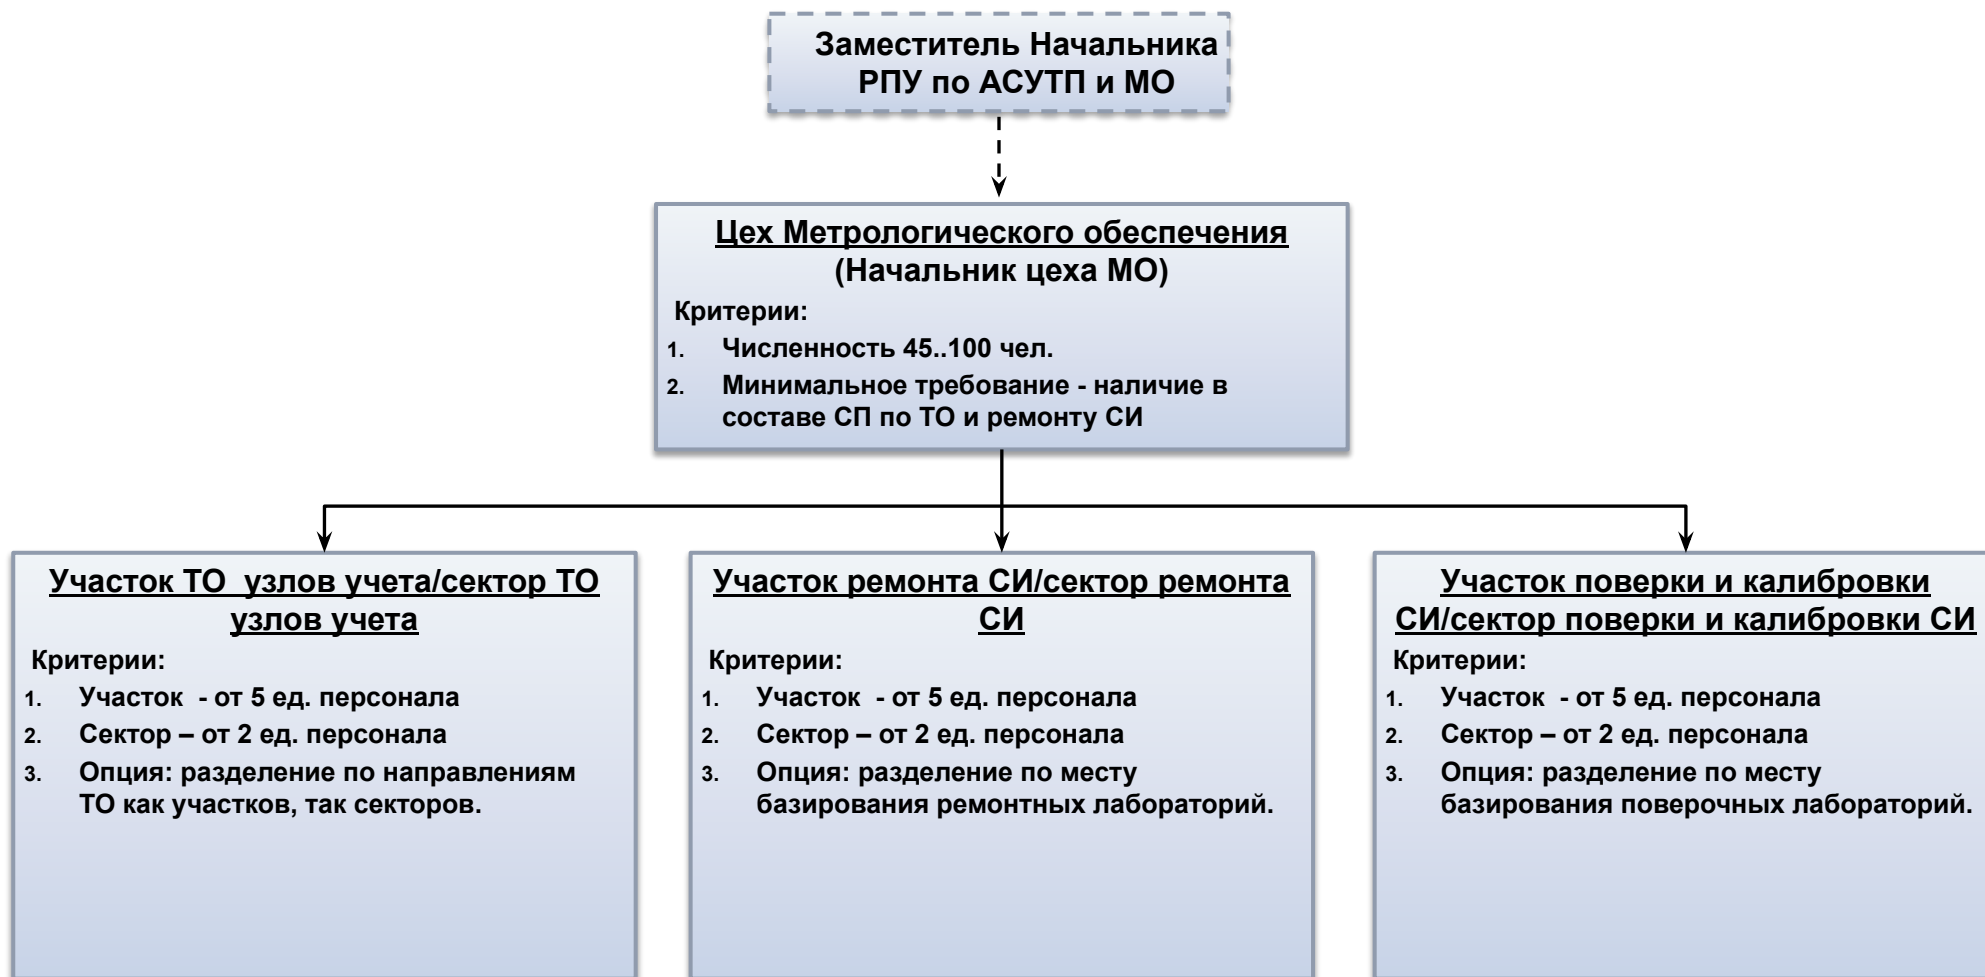 Заместитель Начальника
РПУ по АСУТП и МО
Цех Метрологического обеспечения
(Начальник цеха МО)
Критерии:
1. Численность 45..100 чел.
2. Минимальное требование - наличие в
составе СП по ТО и ремонту СИ
Участок ТО  узлов учета/сектор ТО
узлов учета
Критерии:
1. Участок  - от 5 ед. персонала
2. Сектор – от 2 ед. персонала
3. Опция: разделение по направлениям
ТО как участков, так секторов.
Участок ремонта СИ/сектор ремонта
СИ
Критерии:
1. Участок  - от 5 ед. персонала
2. Сектор – от 2 ед. персонала
3. Опция: разделение по месту
базирования ремонтных лабораторий.
Участок поверки и калибровки
СИ/сектор поверки и калибровки СИ
Критерии:
1. Участок  - от 5 ед. персонала
2. Сектор – от 2 ед. персонала
3. Опция: разделение по месту
базирования поверочных лабораторий.